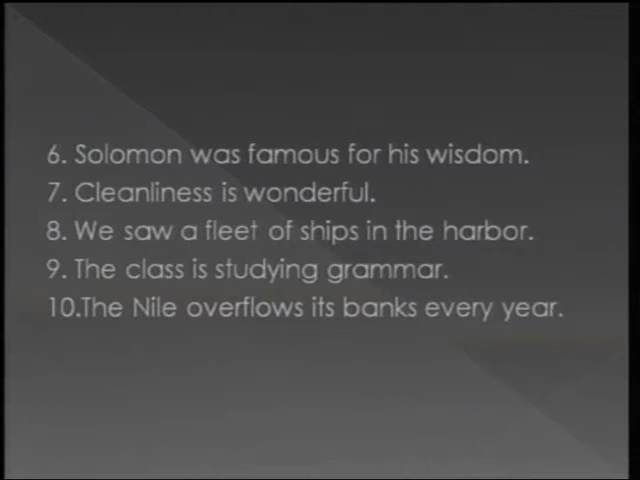 6. Solomon was famous for his wisdom.
7. Cleanliness is wonderful.
8. We saw a fleet of ships in the harbor.
9. The class is studying grammar.
10.The Nile overflows its banks every year.